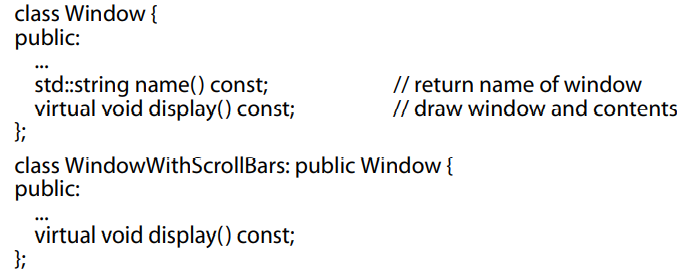 class Window {
public:
...
std::string name() const; // return name of window
virtual void display() const; // draw window and contents
};
class WindowWithScrollBars: public Window {
public:
...
virtual void display() const;
};